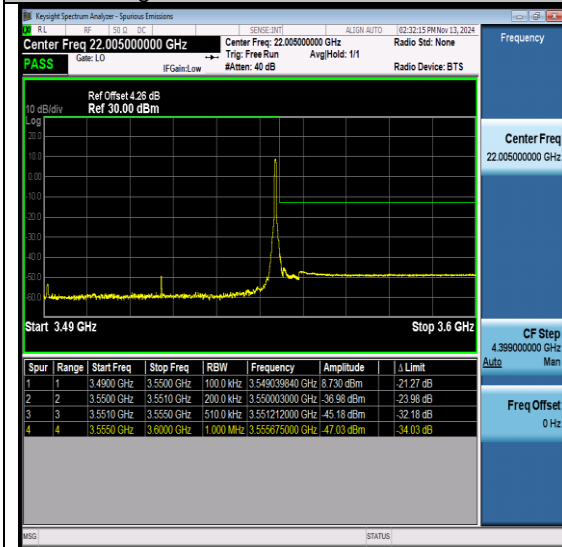 Keysight Spectrum Analyzer - Spurious Emissions
RL RF 50 Ω DC SENSE:INT ALIGN AUTO 02:32:15 PM Nov 13, 2024
Center Freq 22.005000000 GHz Center Freq: 22.005000000 GHz Radio Std: None Frequency
PASS Gate: LO IFGain:Low Trig: Free Run Avg|Hold: 1/1
#Atten: 40 dB Radio Device: BTS
Ref Offset 4.26 dB
10 dB/div Ref 30.00 dBm
Log
20.0
10.0
0.00
-10.0
-20.0
-30.0
-40.0
-50.0
-60.0
Start 3.49 GHz Stop 3.6 GHz
Center Freq
22.005000000 GHz
CF Step
4.399000000 GHz
Auto Man
Freq Offset
0 Hz
Spur Range Start Freq Stop Freq RBW Frequency Amplitude Δ Limit
1 1 3.4900 GHz 3.5500 GHz 100.0 kHz 3.549039840 GHz 8.730 dBm -21.27 dB
2 2 3.5500 GHz 3.5510 GHz 200.0 kHz 3.550003000 GHz -36.98 dBm -23.98 dB
3 3 3.5510 GHz 3.5550 GHz 510.0 kHz 3.551212000 GHz -45.18 dBm -32.18 dB
4 4 3.5550 GHz 3.6000 GHz 1.000 MHz 3.555675000 GHz -47.03 dBm -34.03 dB
MSG STATUS